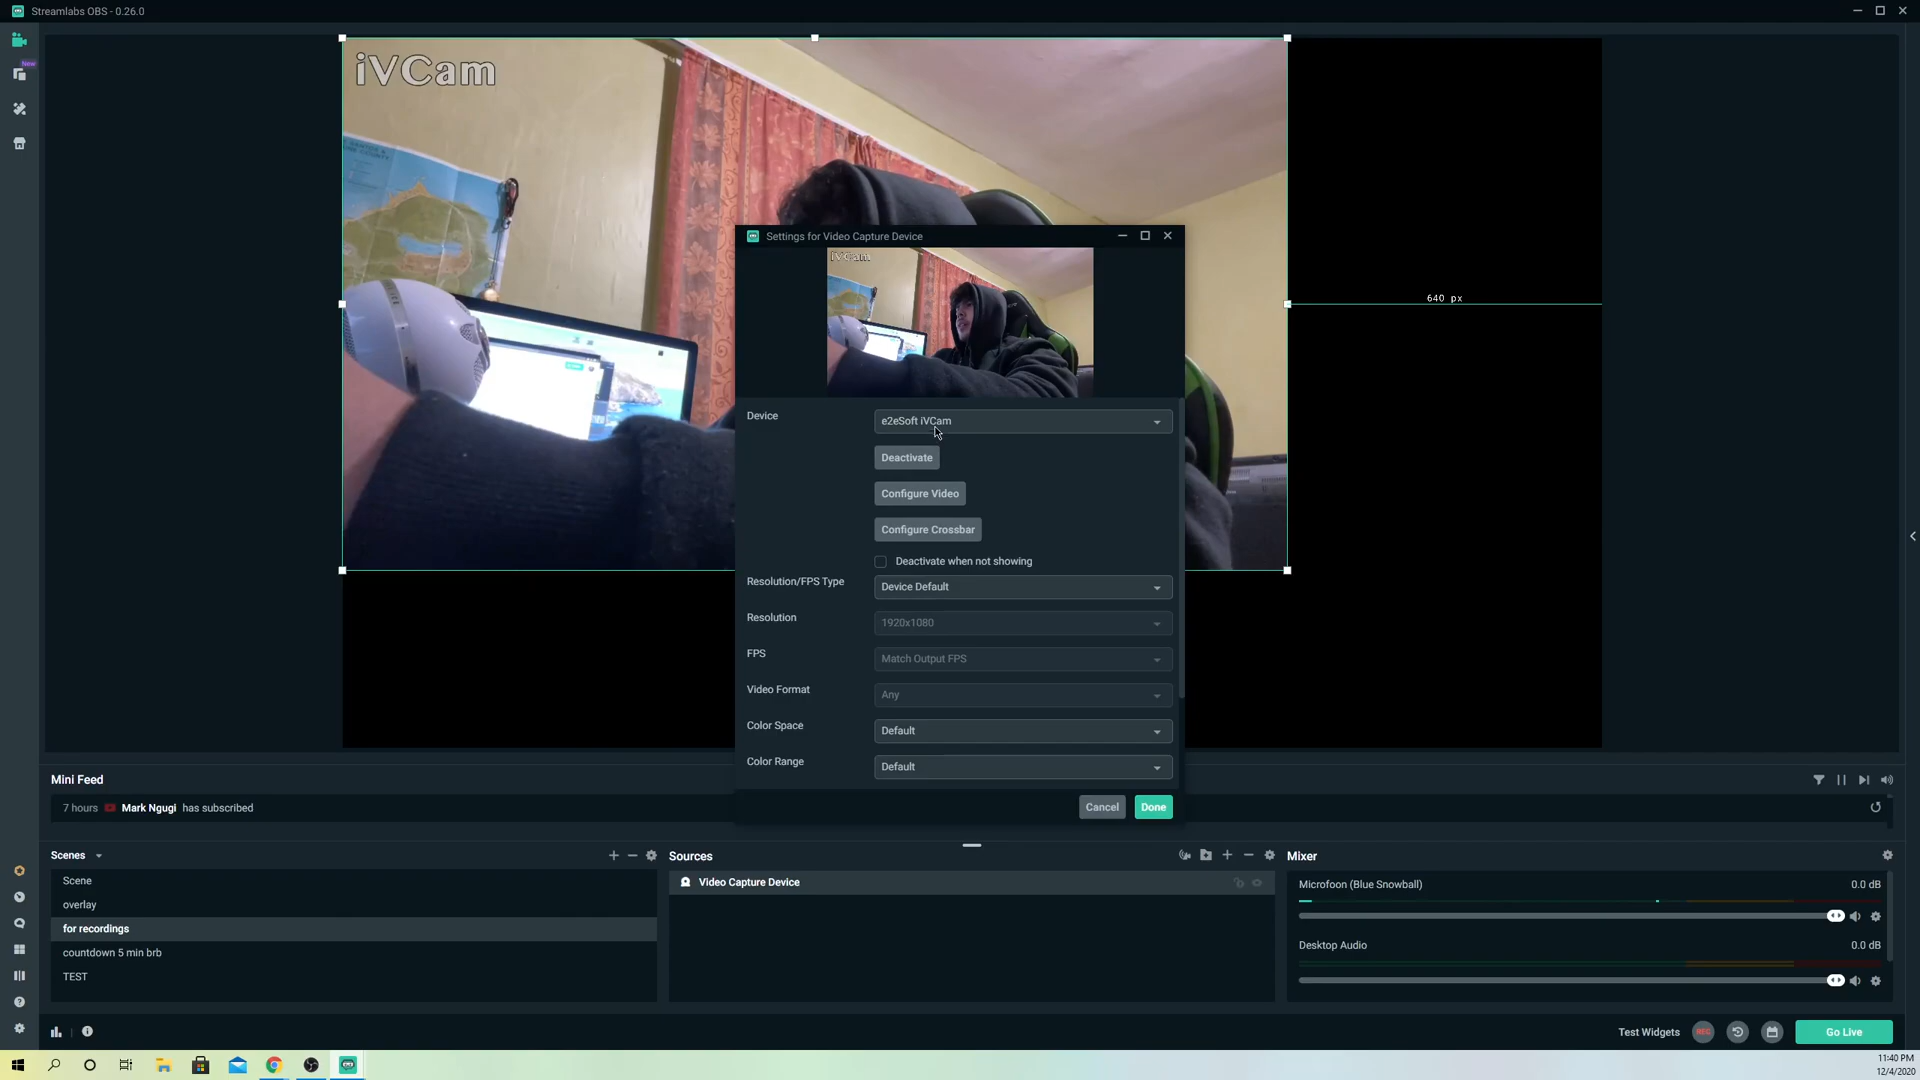 Streamlabs OBS - 0.26.0
New
iVCam
640 px
Settings for Video Capture Device
iVCam
Device
e2eSoft iVCam
Deactivate
Configure Video
Configure Crossbar
Deactivate when not showing
Resolution/FPS Type
Device Default
Resolution
1920x1080
FPS
Match Output FPS
Video Format
Any
Color Space
Default
Color Range
Default
Cancel
Done
Mini Feed
7 hours Mark Ngugi has subscribed
Scenes
Scene
overlay
for recordings
countdown 5 min brb
TEST
Sources
Video Capture Device
Mixer
Microfoon (Blue Snowball) 0.0 dB
Desktop Audio 0.0 dB
Test Widgets
REC
Go Live
11:40 PM
12/4/2020